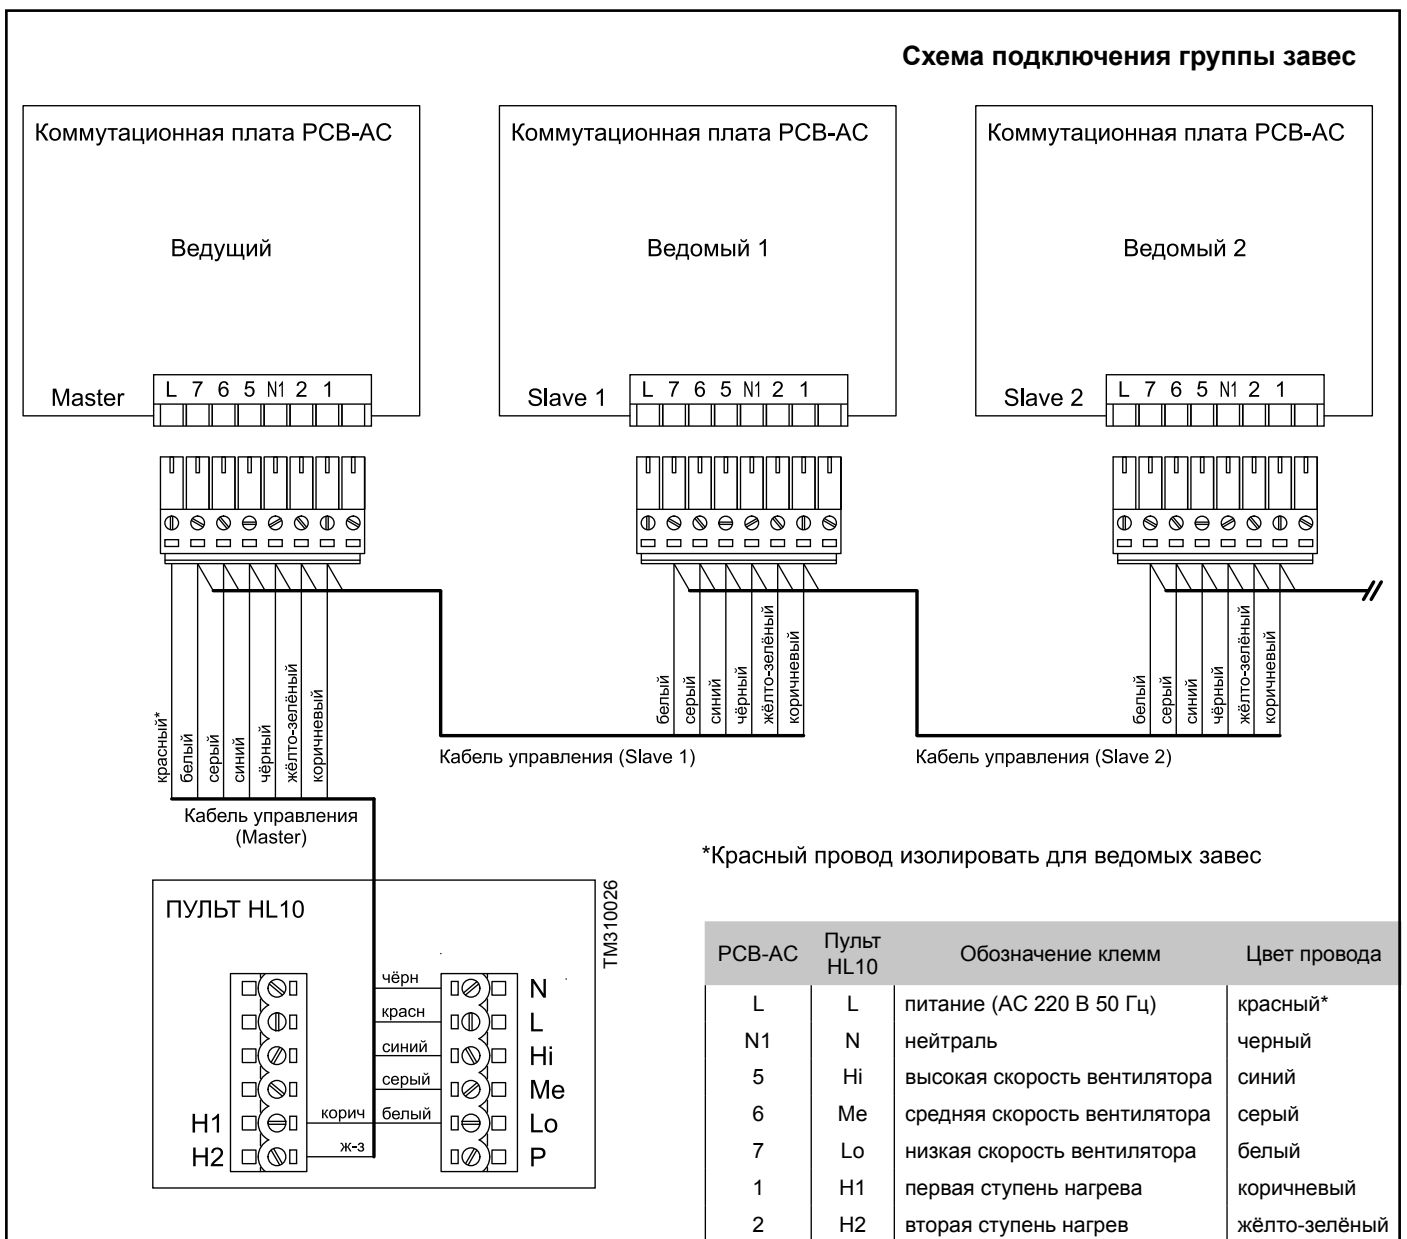 Схема подключения группы завес
Коммутационная плата PCB-AC
Коммутационная плата PCB-AC
Коммутационная плата PCB-AC
Ведущий
Ведомый 1
Ведомый 2
Master
L 7 6 5 N1 2 1
Slave 1
L 7 6 5 N1 2 1
Slave 2
L 7 6 5 N1 2 1
красный*
белый
серый
синий
чёрный
жёлто-зелёный
коричневый
белый
серый
синий
чёрный
жёлто-зелёный
коричневый
белый
серый
синий
чёрный
жёлто-зелёный
коричневый
Кабель управления (Slave 1)
Кабель управления (Slave 2)
Кабель управления
(Master)
*Красный провод изолировать для ведомых завес
ПУЛЬТ HL10
TM310026
чёрн N
красн L
синий Hi
серый Me
H1 корич белый Lo
H2 ж-з P
PCB-AC Пульт HL10 Обозначение клемм Цвет провода
L L питание (AC 220 В 50 Гц) красный*
N1 N нейтраль черный
5 Hi высокая скорость вентилятора синий
6 Me средняя скорость вентилятора серый
7 Lo низкая скорость вентилятора белый
1 H1 первая ступень нагрева коричневый
2 H2 вторая ступень нагрев жёлто-зелёный